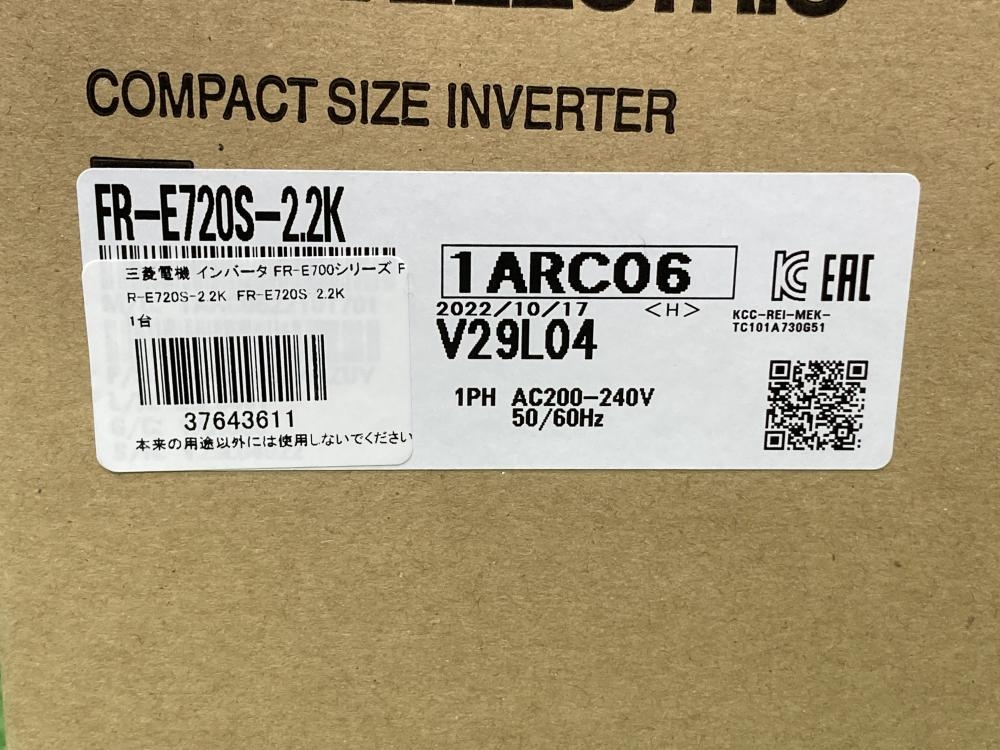 COMPACT SIZE INVERTER
FR-E720S-2.2K
三菱電機 インバータ FR-E700シリーズ F
R-E720S-2.2K FR-E720S 2.2K
1台
37643611
本来の用途以外には使用しないでください
1ARC06
2022/10/17 <H>
V29L04
1PH AC200-240V
50/60Hz
KCC-REI-MEK-
TC101A730G51
EAC